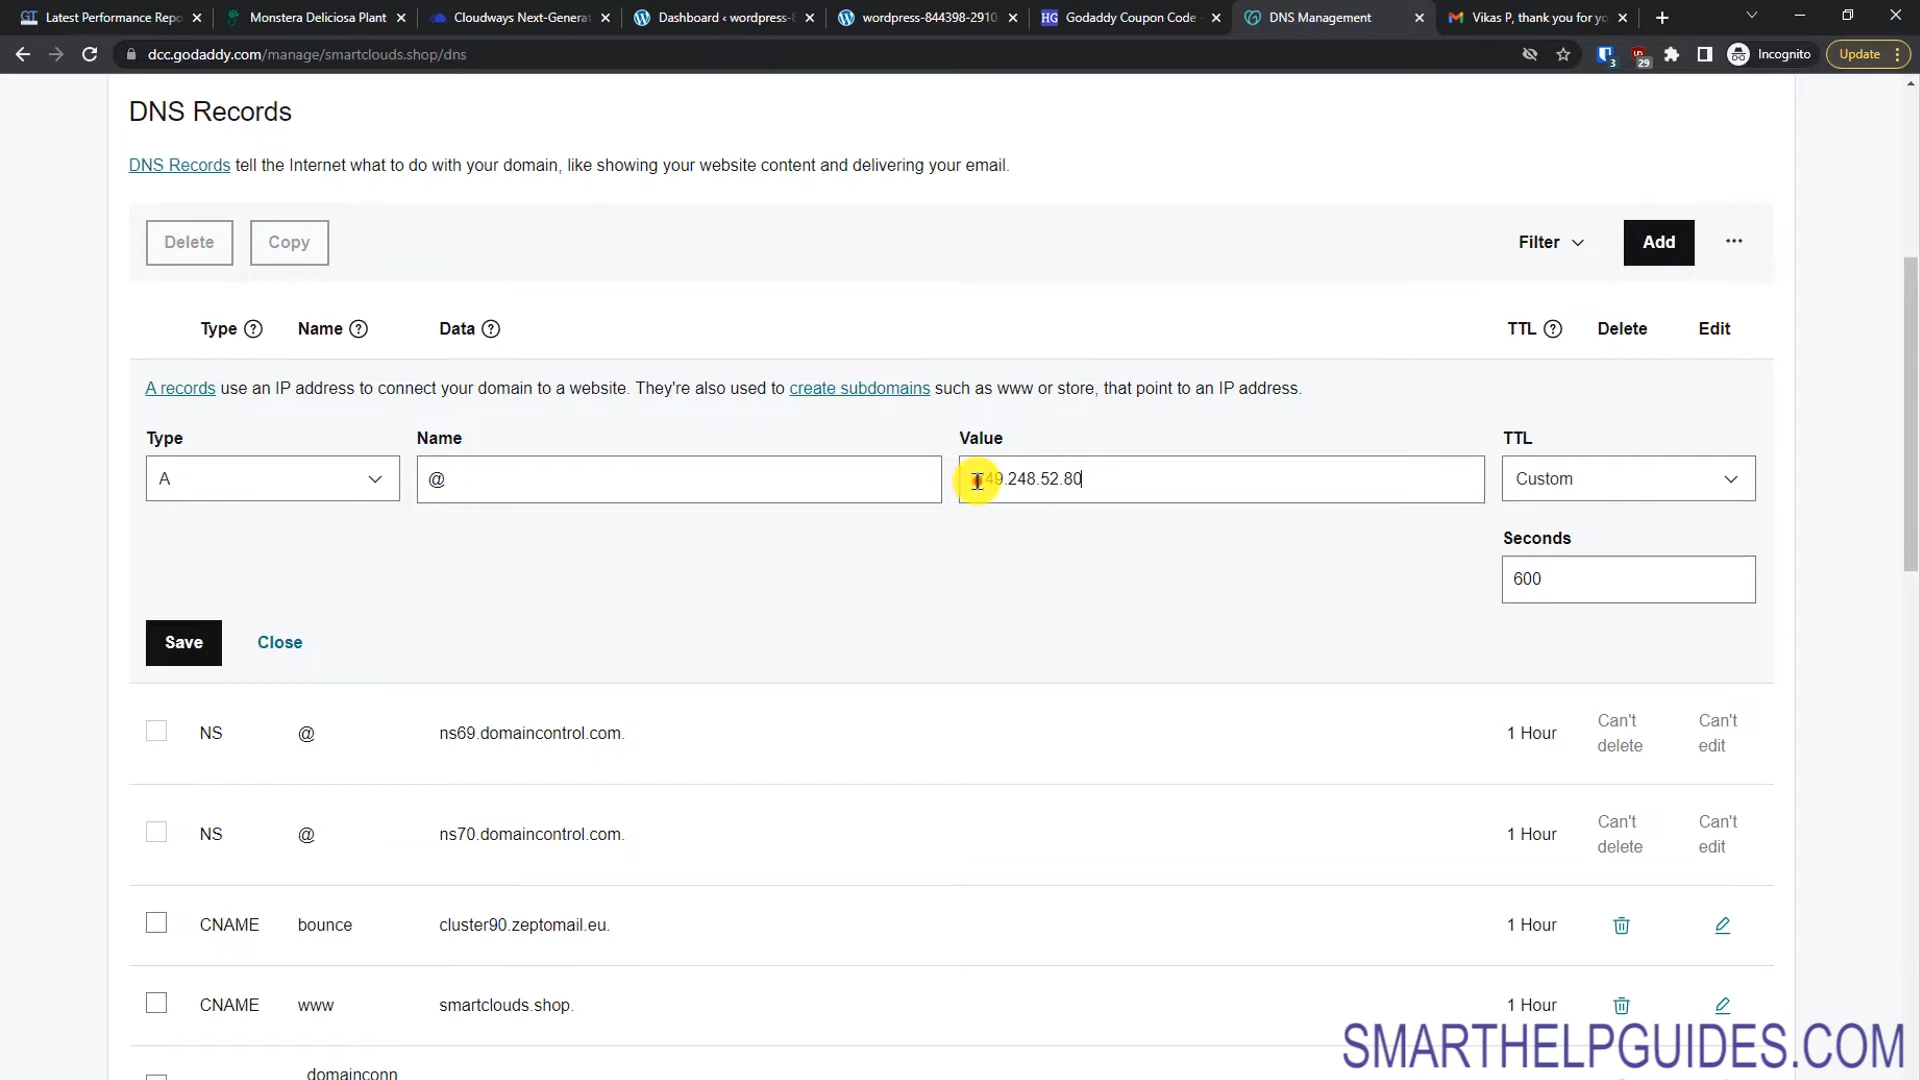 Latest Performance Repo
Monstera Deliciosa Plant
Cloudways Next-Generat
Dashboard ‹ wordpress-8
wordpress-844398-2910
HG Godaddy Coupon Code
DNS Management
Vikas P, thank you for yo
dcc.godaddy.com/manage/smartclouds.shop/dns
3
29
Incognito
Update
DNS Records
DNS Records tell the Internet what to do with your domain, like showing your website content and delivering your email.
Delete Copy Filter Add ...
Type ? Name ? Data ? TTL ? Delete Edit
A records use an IP address to connect your domain to a website. They're also used to create subdomains such as www or store, that point to an IP address.
Type Name Value TTL
A @ 49.248.52.80 Custom
Seconds
600
Save Close
NS @ ns69.domaincontrol.com. 1 Hour Can't delete Can't edit
NS @ ns70.domaincontrol.com. 1 Hour Can't delete Can't edit
CNAME bounce cluster90.zeptomail.eu. 1 Hour
CNAME www smartclouds.shop. 1 Hour
SMARTHELPGUIDES.COM
domainconn